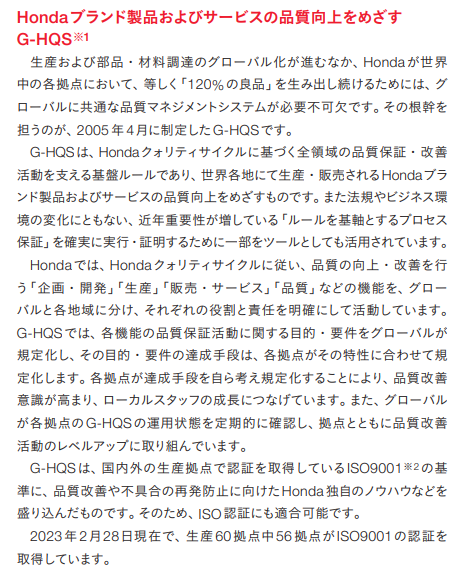 Hondaブランド製品およびサービスの品質向上をめざす
G-HQS※1
生産および部品・材料調達のグローバル化が進むなか、Hondaが世界
中の各拠点において、等しく「120%の良品」を生み出し続けるためには、グ
ローバルに共通な品質マネジメントシステムが必要不可欠です。その根幹を
担うのが、2005年4月に制定したG-HQSです。
G-HQSは、Hondaクォリティサイクルに基づく全領域の品質保証・改善
活動を支える基盤ルールであり、世界各地にて生産・販売されるHondaブラ
ンド製品およびサービスの品質向上をめざすものです。また法規やビジネス環
境の変化にともない、近年重要性が増している「ルールを基軸とするプロセス
保証」を確実に実行・証明するために一部をツールとしても活用されています。
Hondaでは、Hondaクォリティサイクルに従い、品質の向上・改善を行
う「企画・開発」「生産」「販売・サービス」「品質」などの機能を、グローバ
ルと各地域に分け、それぞれの役割と責任を明確にして活動しています。
G-HQSでは、各機能の品質保証活動に関する目的・要件をグローバルが
規定化し、その目的・要件の達成手段は、各拠点がその特性に合わせて規
定化します。各拠点が達成手段を自ら考え規定化することにより、品質改善
意識が高まり、ローカルスタッフの成長につなげています。また、グローバル
が各拠点のG-HQSの運用状態を定期的に確認し、拠点とともに品質改善
活動のレベルアップに取り組んでいます。
G-HQSは、国内外の生産拠点で認証を取得しているISO9001※2の基
準に、品質改善や不具合の再発防止に向けたHonda独自のノウハウなどを
盛り込んだものです。そのため、ISO認証にも適合可能です。
2023年2月28日現在で、生産60拠点中56拠点がISO9001の認証を
取得しています。